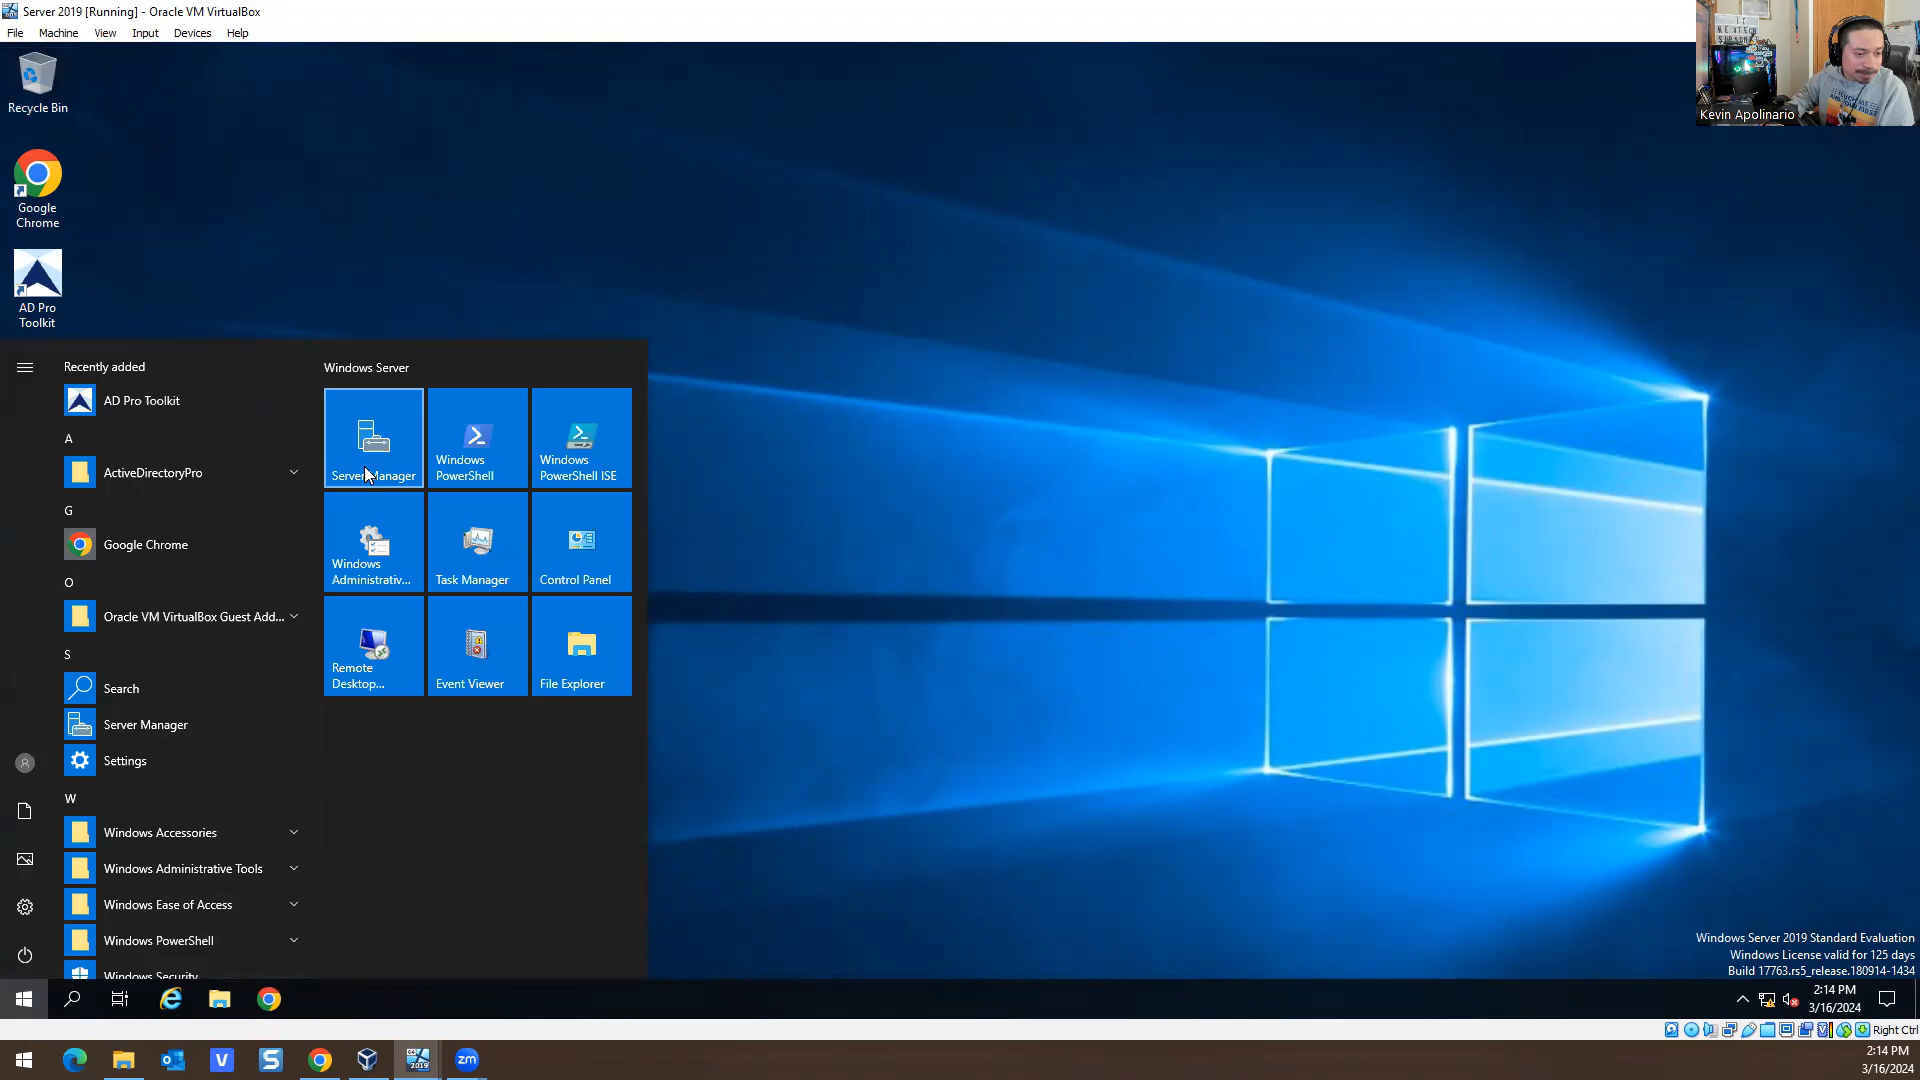 Server 2019 [Running] - Oracle VM VirtualBox
File Machine View Input Devices Help
Recycle Bin
Google
Chrome
AD Pro
Toolkit
Kevin Apolinario
Recently added
AD Pro Toolkit
A
ActiveDirectoryPro
G
Google Chrome
O
Oracle VM VirtualBox Guest Add...
S
Search
Server Manager
Settings
W
Windows Accessories
Windows Administrative Tools
Windows Ease of Access
Windows PowerShell
Windows Security
Windows Server
Server Manager
Windows
PowerShell
Windows
PowerShell ISE
Windows
Administrativ...
Task Manager
Control Panel
Remote
Desktop...
Event Viewer
File Explorer
Windows Server 2019 Standard Evaluation
Windows License valid for 125 days
Build 17763.rs5_release.180914-1434
2:14 PM
3/16/2024
Right Ctrl
2019
zm
2:14 PM
3/16/2024